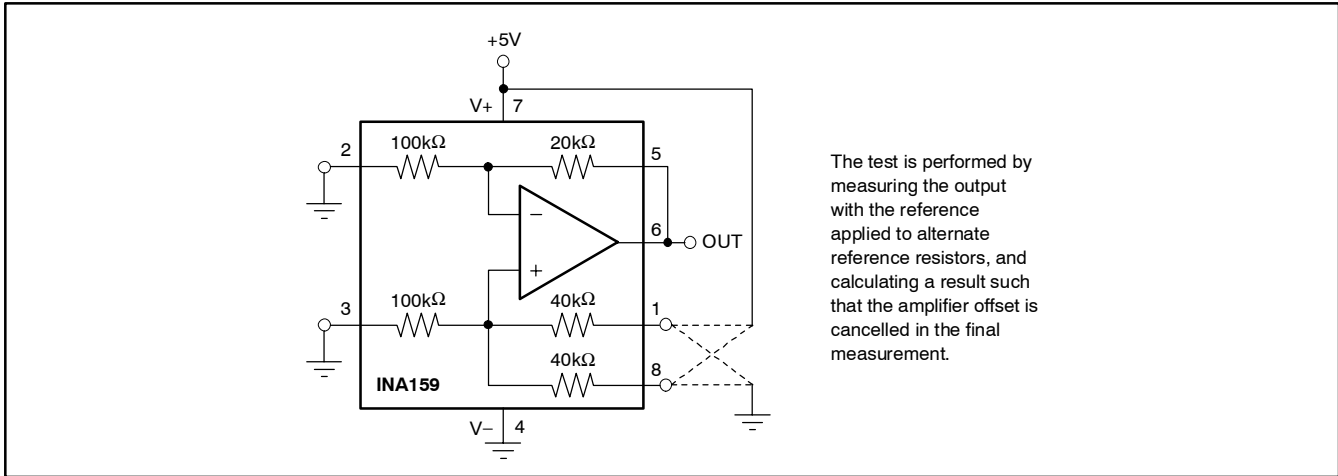 +5V
V+ 7
100kΩ 20kΩ
2 5
−
6 OUT
+
100kΩ 40kΩ
3 1
40kΩ
8
INA159
V− 4
The test is performed by
measuring the output
with the reference
applied to alternate
reference resistors, and
calculating a result such
that the amplifier offset is
cancelled in the final
measurement.